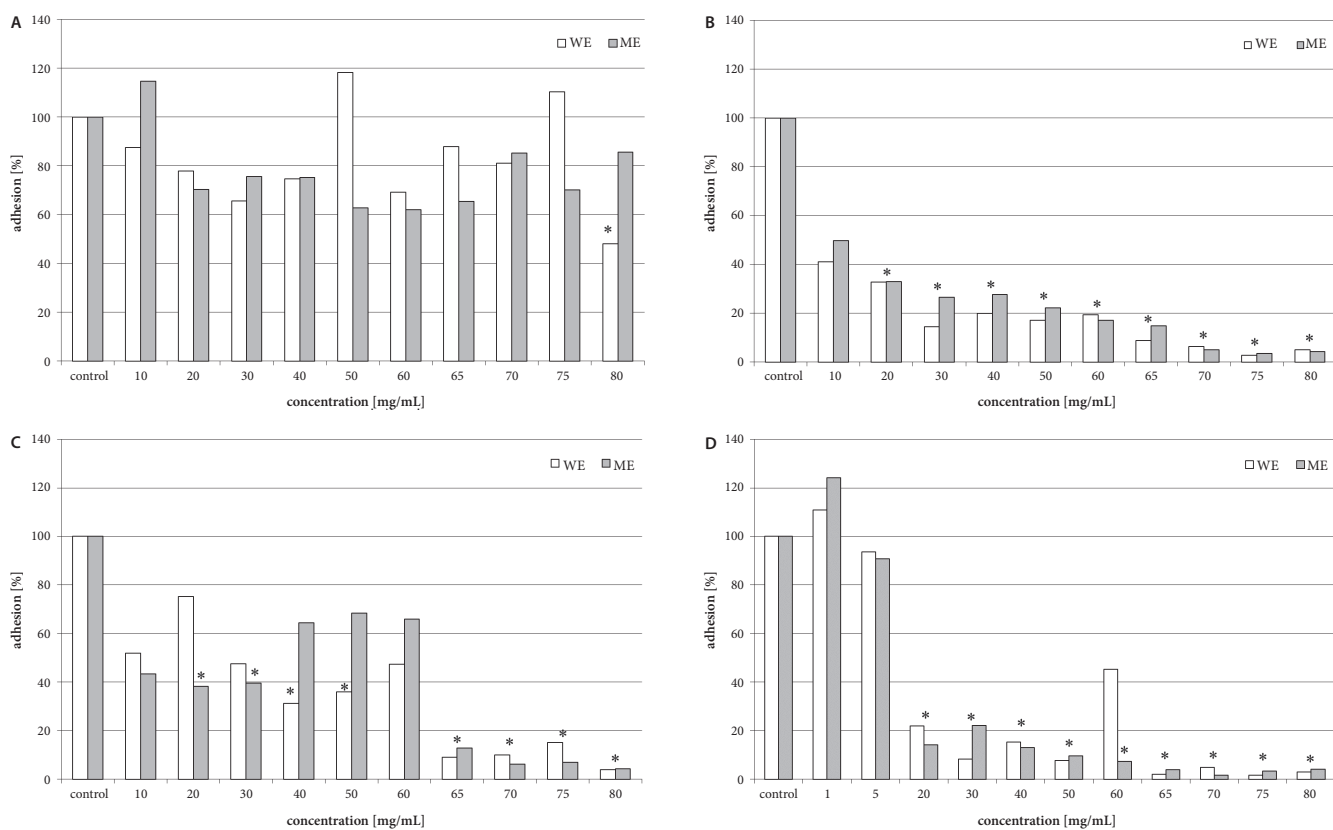 A
WE ME
140
120
100
80
60
40
20
0
adhesion [%]
*
control 10 20 30 40 50 60 65 70 75 80
concentration [mg/mL]
B
WE ME
140
120
100
80
60
40
20
0
adhesion [%]
* * * * * * * * *
control 10 20 30 40 50 60 65 70 75 80
concentration [mg/mL]
C
WE ME
140
120
100
80
60
40
20
0
adhesion [%]
* * * * * * * *
control 10 20 30 40 50 60 65 70 75 80
concentration [mg/mL]
D
WE ME
140
120
100
80
60
40
20
0
adhesion [%]
* * * * * * * * *
control 1 5 20 30 40 50 60 65 70 75 80
concentration [mg/mL]